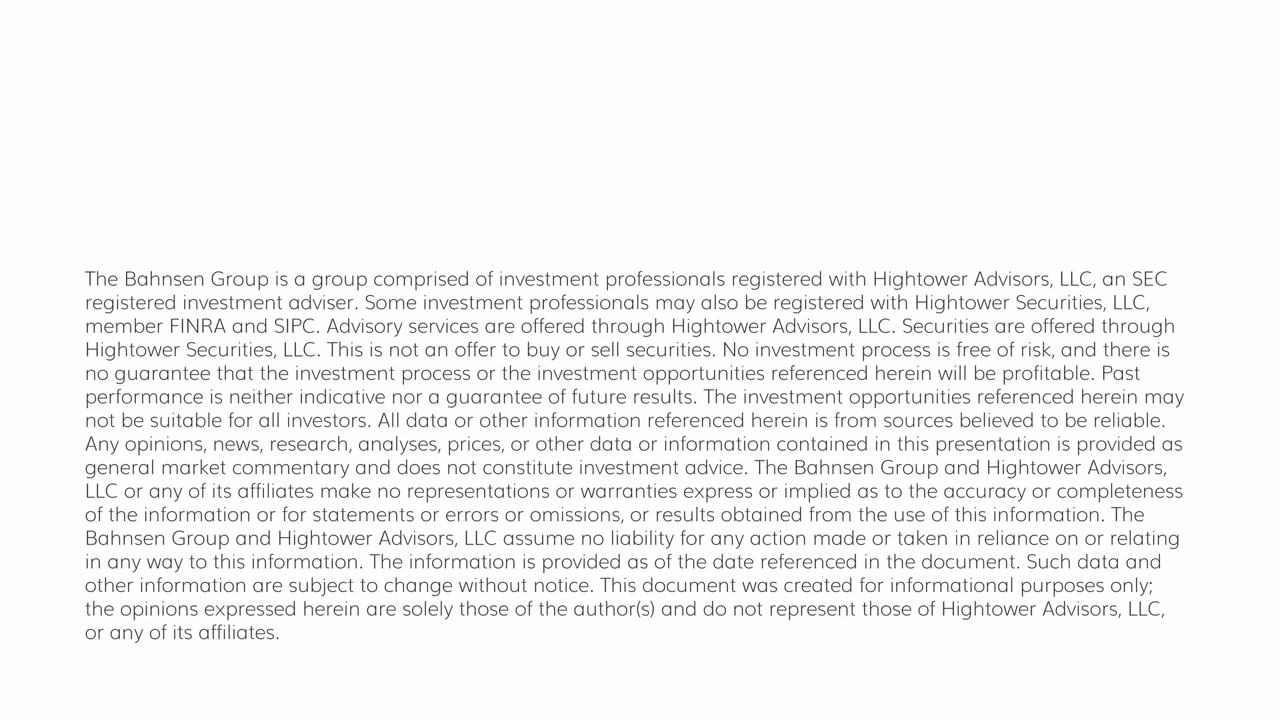 The Bahnsen Group is a group comprised of investment professionals registered with Hightower Advisors, LLC, an SEC
registered investment adviser. Some investment professionals may also be registered with Hightower Securities, LLC,
member FINRA and SIPC. Advisory services are offered through Hightower Advisors, LLC. Securities are offered through
Hightower Securities, LLC. This is not an offer to buy or sell securities. No investment process is free of risk, and there is
no guarantee that the investment process or the investment opportunities referenced herein will be profitable. Past
performance is neither indicative nor a guarantee of future results. The investment opportunities referenced herein may
not be suitable for all investors. All data or other information referenced herein is from sources believed to be reliable.
Any opinions, news, research, analyses, prices, or other data or information contained in this presentation is provided as
general market commentary and does not constitute investment advice. The Bahnsen Group and Hightower Advisors,
LLC or any of its affiliates make no representations or warranties express or implied as to the accuracy or completeness
of the information or for statements or errors or omissions, or results obtained from the use of this information. The
Bahnsen Group and Hightower Advisors, LLC assume no liability for any action made or taken in reliance on or relating
in any way to this information. The information is provided as of the date referenced in the document. Such data and
other information are subject to change without notice. This document was created for informational purposes only;
the opinions expressed herein are solely those of the author(s) and do not represent those of Hightower Advisors, LLC,
or any of its affiliates.